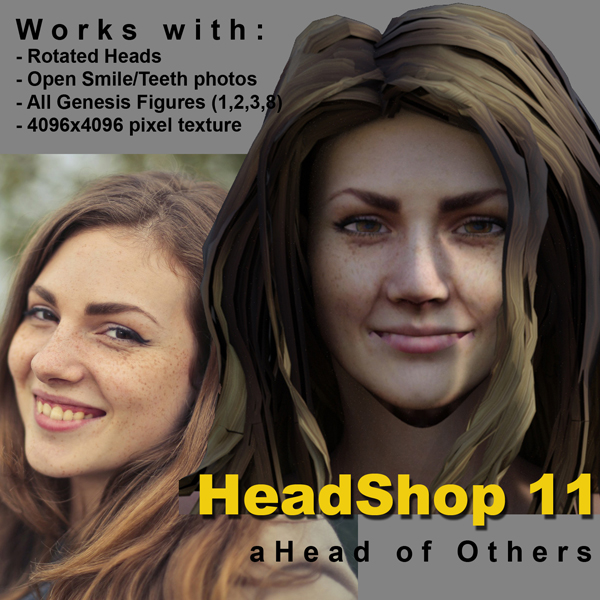 Works with:
- Rotated Heads
- Open Smile/Teeth photos
- All Genesis Figures (1,2,3,8)
- 4096x4096 pixel texture
HeadShop 11
aHead of Others